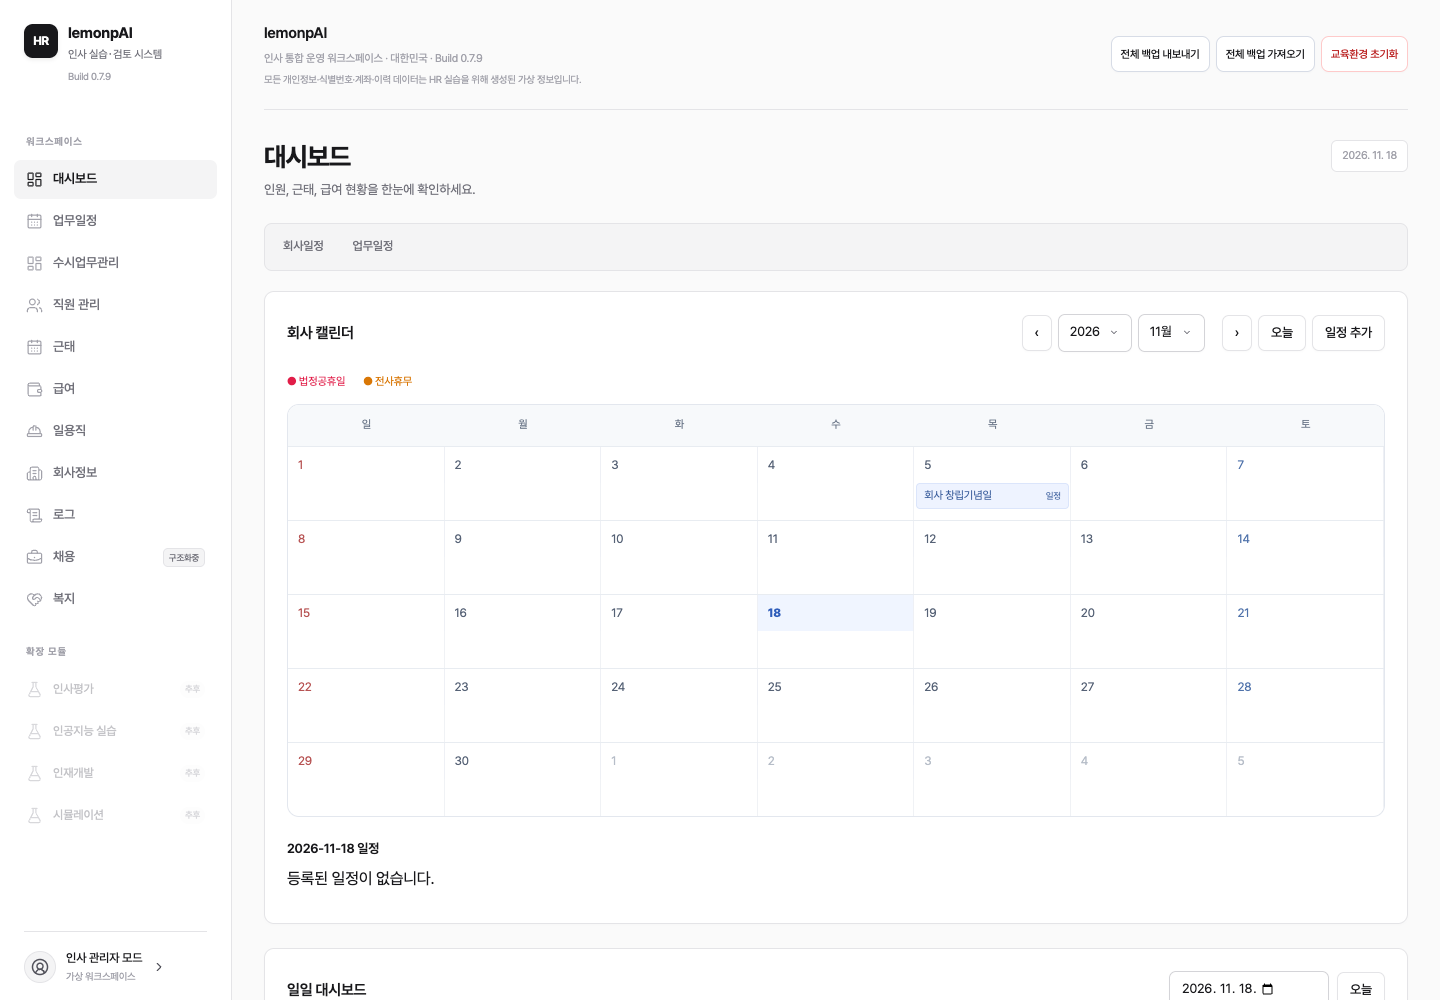 HR
lemonpAI
인사 실습·검토 시스템
Build 0.7.9
워크스페이스
대시보드
업무일정
수시업무관리
직원 관리
근태
급여
일용직
회사정보
로그
채용 구조화중
복지
확장 모듈
인사평가 추후
인공지능 실습 추후
인재개발 추후
시뮬레이션 추후
인사 관리자 모드
가상 워크스페이스
lemonpAI
인사 통합 운영 워크스페이스 · 대한민국 · Build 0.7.9
모든 개인정보·식별번호·계좌·이력 데이터는 HR 실습을 위해 생성된 가상 정보입니다.
전체 백업 내보내기 전체 백업 가져오기 교육환경 초기화
대시보드
2026. 11. 18
인원, 근태, 급여 현황을 한눈에 확인하세요.
회사일정 업무일정
회사 캘린더
‹ 2026 11월 › 오늘 일정 추가
법정공휴일 전사휴무
일 월 화 수 목 금 토
1 2 3 4 5 6 7
회사 창립기념일 일정
8 9 10 11 12 13 14
15 16 17 18 19 20 21
22 23 24 25 26 27 28
29 30 1 2 3 4 5
2026-11-18 일정
등록된 일정이 없습니다.
일일 대시보드
2026. 11. 18. 오늘